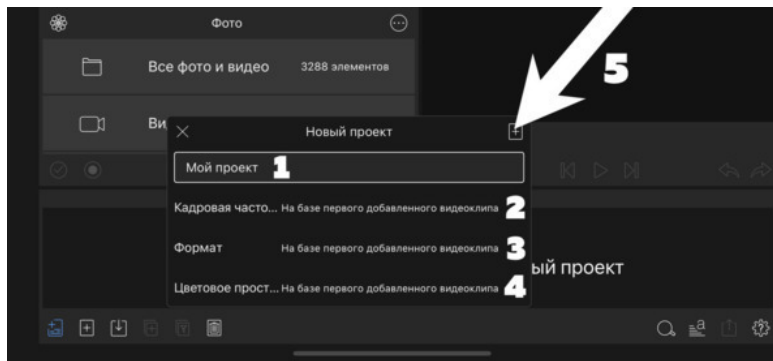 Фото
Все фото и видео 3288 элементов
Ви
Новый проект
5
Мой проект 1
Кадровая часто... На базе первого добавленного видеоклипа 2
Формат На базе первого добавленного видеоклипа 3
ый проект
Цветовое прост... На базе первого добавленного видеоклипа 4